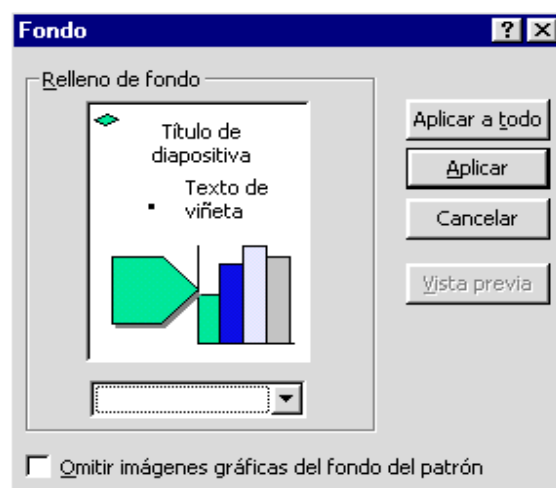 Fondo
Relleno de fondo
Título de
diapositiva
Texto de
viñeta
Aplicar a todo
Aplicar
Cancelar
Vista previa
Omitir imágenes gráficas del fondo del patrón